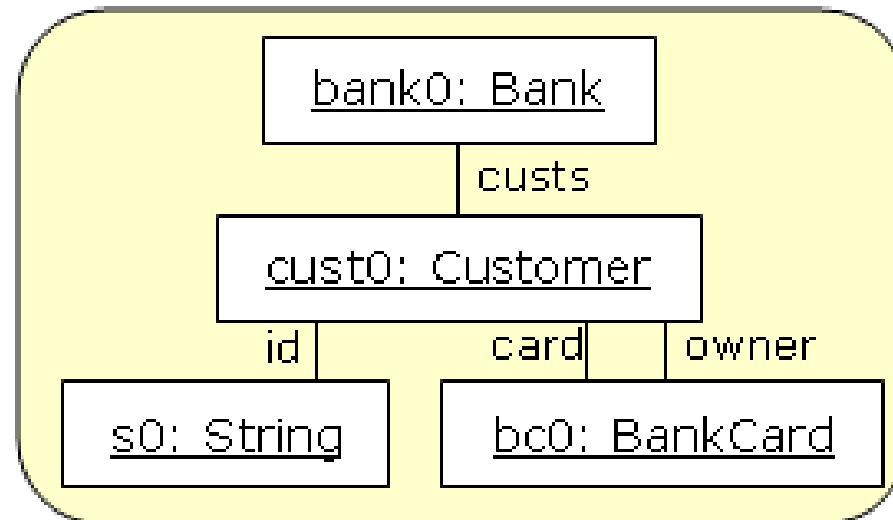 bank0: Bank
custs
cust0: Customer
id card owner
s0: String bc0: BankCard